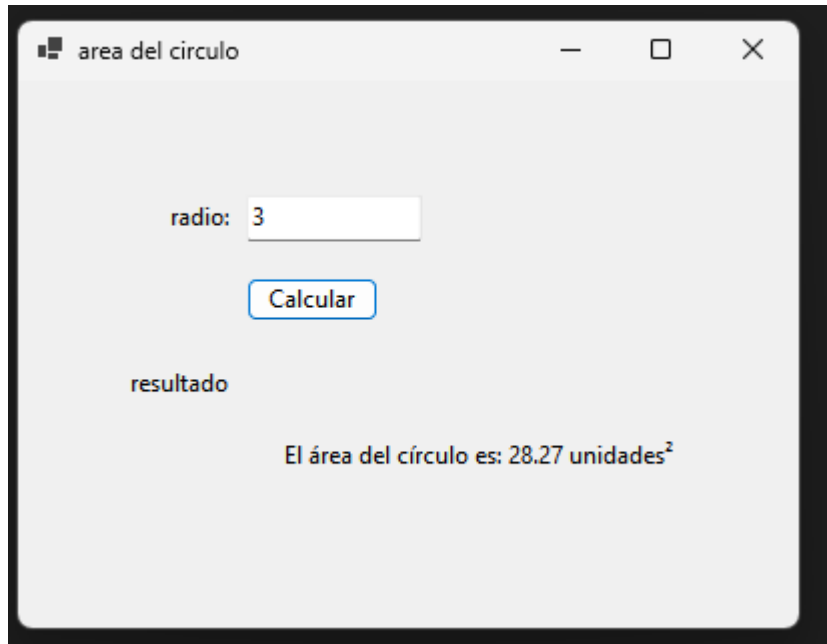 area del circulo
radio: 3
Calcular
resultado
El área del círculo es: 28.27 unidades²